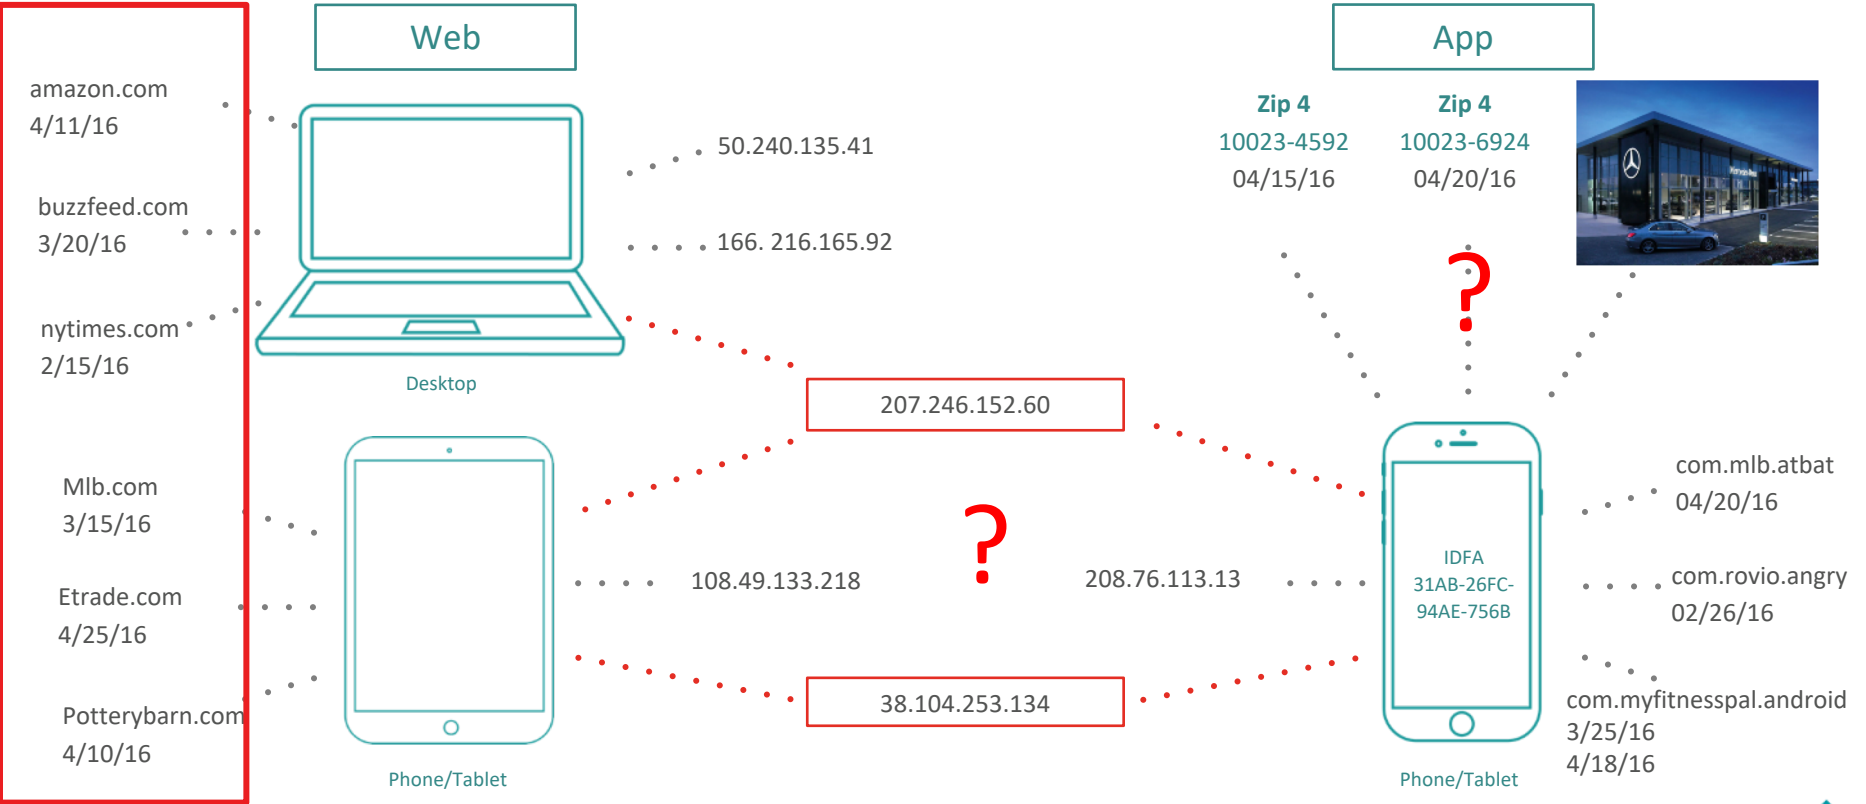 Web
App
amazon.com
4/11/16
buzzfeed.com
3/20/16
nytimes.com
2/15/16
Mlb.com
3/15/16
Etrade.com
4/25/16
Potterybarn.com
4/10/16
Desktop
Phone/Tablet
50.240.135.41
166. 216.165.92
207.246.152.60
108.49.133.218
?
208.76.113.13
38.104.253.134
Zip 4
10023-4592
04/15/16
Zip 4
10023-6924
04/20/16
?
IDFA
31AB-26FC-
94AE-756B
Phone/Tablet
com.mlb.atbat
04/20/16
com.rovio.angry
02/26/16
com.myfitnesspal.android
3/25/16
4/18/16